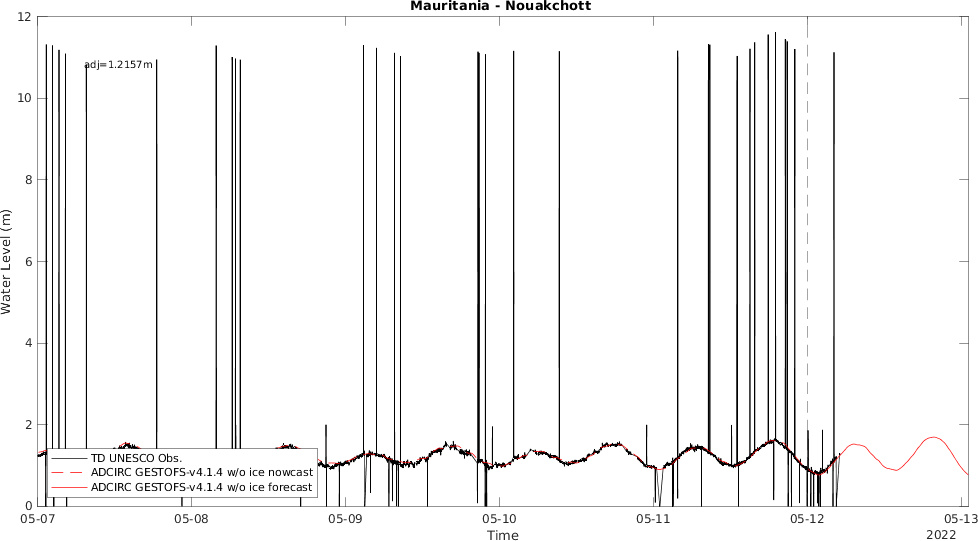 Mauritania - Nouakchott
12
10
8
6
4
2
0
Water Level (m)
adj=1.2157m
TD UNESCO Obs.
ADCIRC GESTOFS-v4.1.4 w/o ice nowcast
ADCIRC GESTOFS-v4.1.4 w/o ice forecast
05-07 05-08 05-09 05-10 05-11 05-12 05-13
Time
2022